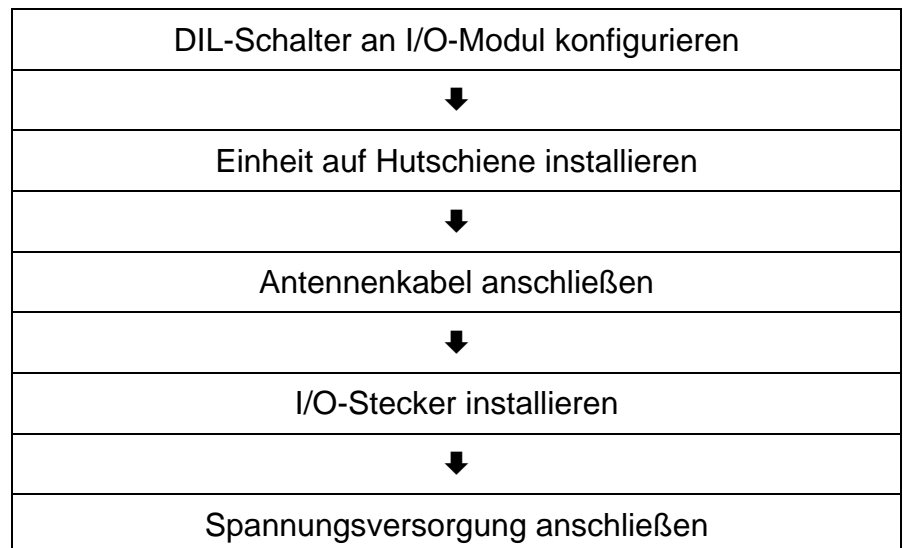 DIL-Schalter an I/O-Modul konfigurieren
🡇
Einheit auf Hutschiene installieren
🡇
Antennenkabel anschließen
🡇
I/O-Stecker installieren
🡇
Spannungsversorgung anschließen